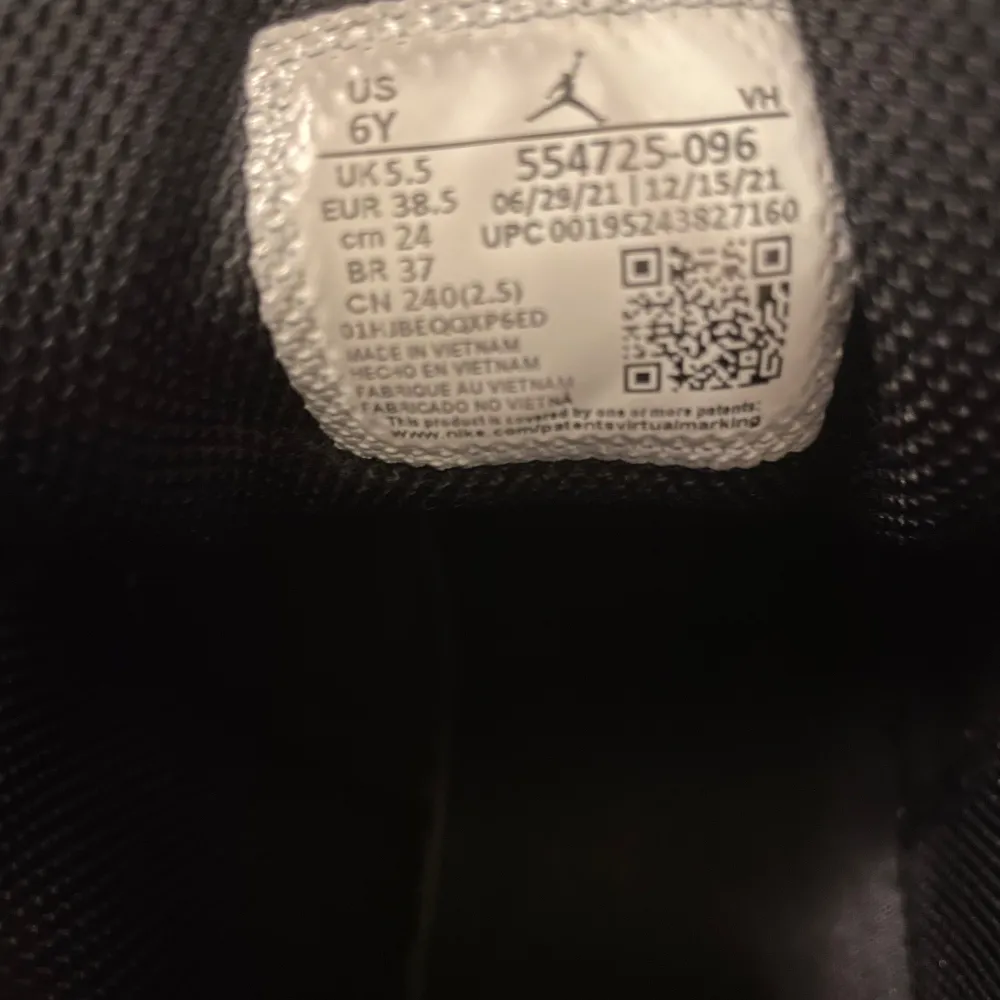 US
6Y
VH
UK 5.5
EUR 38.5
cm 24
BR 37
CN 240(2.5)
554725-096
06/29/21 | 12/15/21
UPC 00195243827160
01HJBEQQXP6ED
MADE IN VIETNAM
HECHO EN VIETNAM
FABRIQUE AU VIETNAM
FABRICADO NO VIETNÃ
This product is covered by one or more patents:
www.nike.com/patentsvirtualmarking